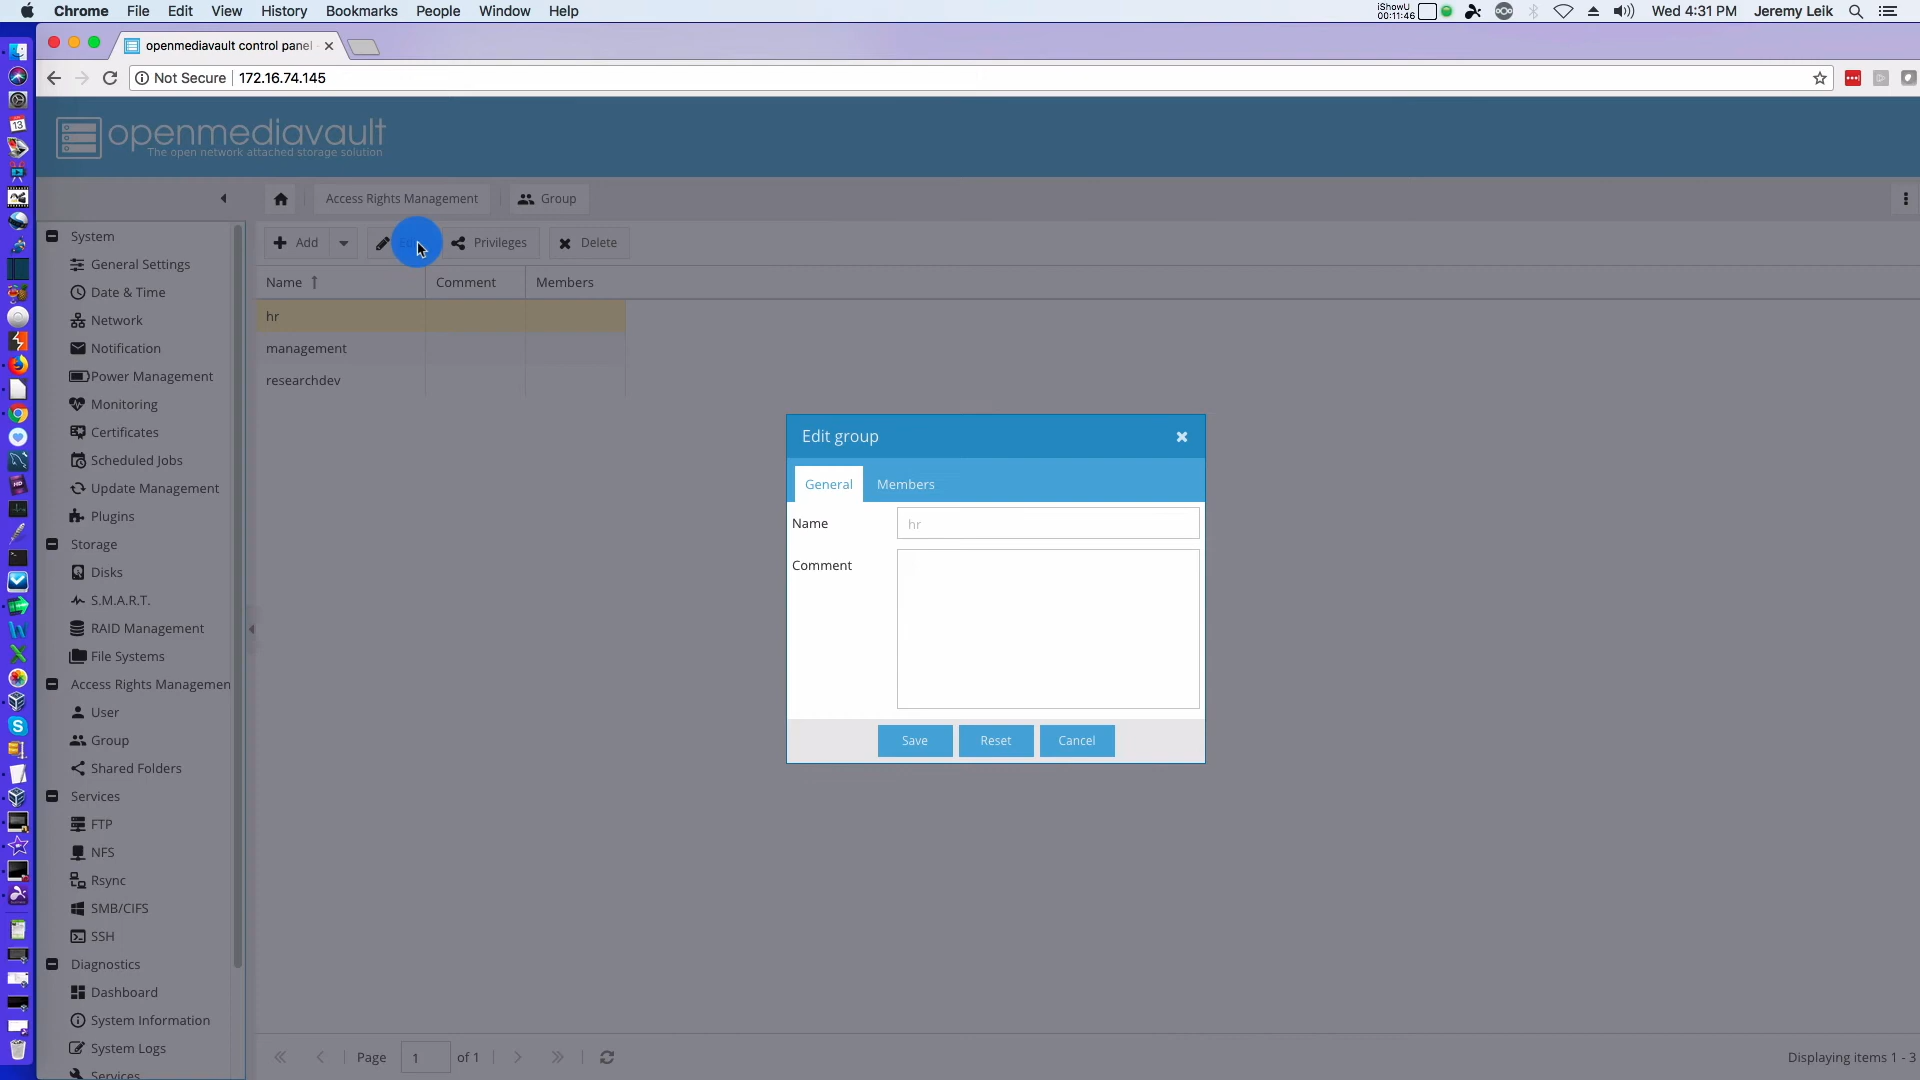 Chrome File Edit View History Bookmarks People Window Help
iShowU
00:11:46
Wed 4:31 PM Jeremy Leik
openmediavault control panel
Not Secure 172.16.74.145
openmediavault
The open network attached storage solution
Access Rights Management Group
Add Privileges Delete
Name Comment Members
hr
management
researchdev
System
General Settings
Date & Time
Network
Notification
Power Management
Monitoring
Certificates
Scheduled Jobs
Update Management
Plugins
Storage
Disks
S.M.A.R.T.
RAID Management
File Systems
Access Rights Managemen
User
Group
Shared Folders
Services
FTP
NFS
Rsync
SMB/CIFS
SSH
Diagnostics
Dashboard
System Information
System Logs
Services
Edit group
General Members
Name hr
Comment
Save Reset Cancel
Page 1 of 1
Displaying items 1 - 3